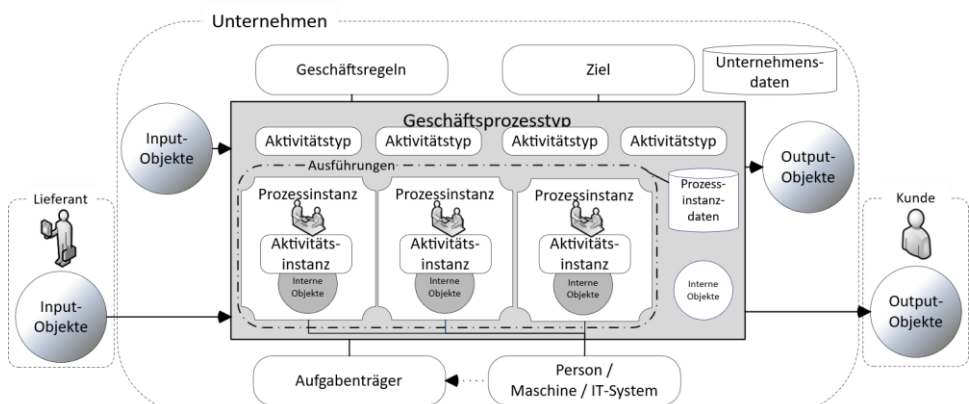 Unternehmen
Geschäftsregeln
Ziel
Unternehmens-
daten
Geschäftsprozesstyp
Input-
Objekte
Aktivitätstyp
Aktivitätstyp
Aktivitätstyp
Aktivitätstyp
Output-
Objekte
Ausführungen
Prozessinstanz
Prozessinstanz
Prozessinstanz
Prozess-
instanz-
daten
Lieferant
Kunde
Aktivitäts-
instanz
Aktivitäts-
instanz
Aktivitäts-
instanz
Interne
Objekte
Interne
Objekte
Interne
Objekte
Interne
Objekte
Input-
Objekte
Output-
Objekte
Aufgabenträger
Person /
Maschine / IT-System